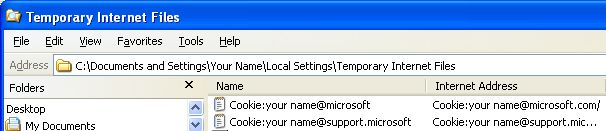 Temporary Internet Files
File Edit View Favorites Tools Help
Address C:\Documents and Settings\Your Name\Local Settings\Temporary Internet Files
Folders Name Internet Address
Desktop Cookie:your name@microsoft Cookie:your name@microsoft.com/
My Documents Cookie:your name@support.microsoft Cookie:your name@support.mic...